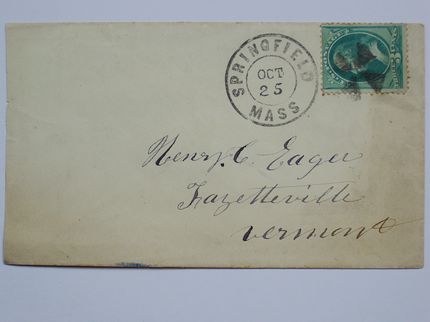 SPRINGFIELD
OCT
25
MASS
Henry. C. Eager
Fayetteville
Vermont